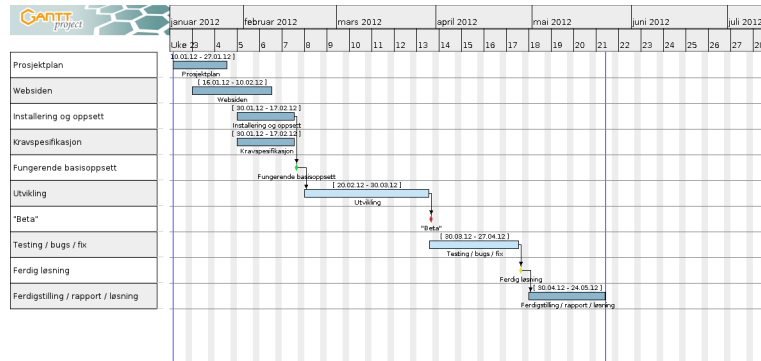 GANTT project
januar 2012 februar 2012 mars 2012 april 2012 mai 2012 juni 2012 juli 2012
Uke 2 3 4 5 6 7 8 9 10 11 12 13 14 15 16 17 18 19 20 21 22 23 24 25 26 27 28
Prosjektplan
10.01.12 - 27.01.12 ]
Prosjektplan
Websiden
[ 16.01.12 - 10.02.12 ]
Websiden
Installering og oppsett
[ 30.01.12 - 17.02.12 ]
Installering og oppsett
Kravspesifikasjon
[ 30.01.12 - 17.02.12 ]
Kravspesifikasjon
Fungerende basisoppsett
Fungerende basisoppsett
Utvikling
[ 20.02.12 - 30.03.12 ]
Utvikling
"Beta"
"Beta"
Testing / bugs / fix
[ 30.03.12 - 27.04.12 ]
Testing / bugs / fix
Ferdig løsning
Ferdig løsning
Ferdigstilling / rapport / løsning
[ 30.04.12 - 24.05.12 ]
Ferdigstilling / rapport / løsning